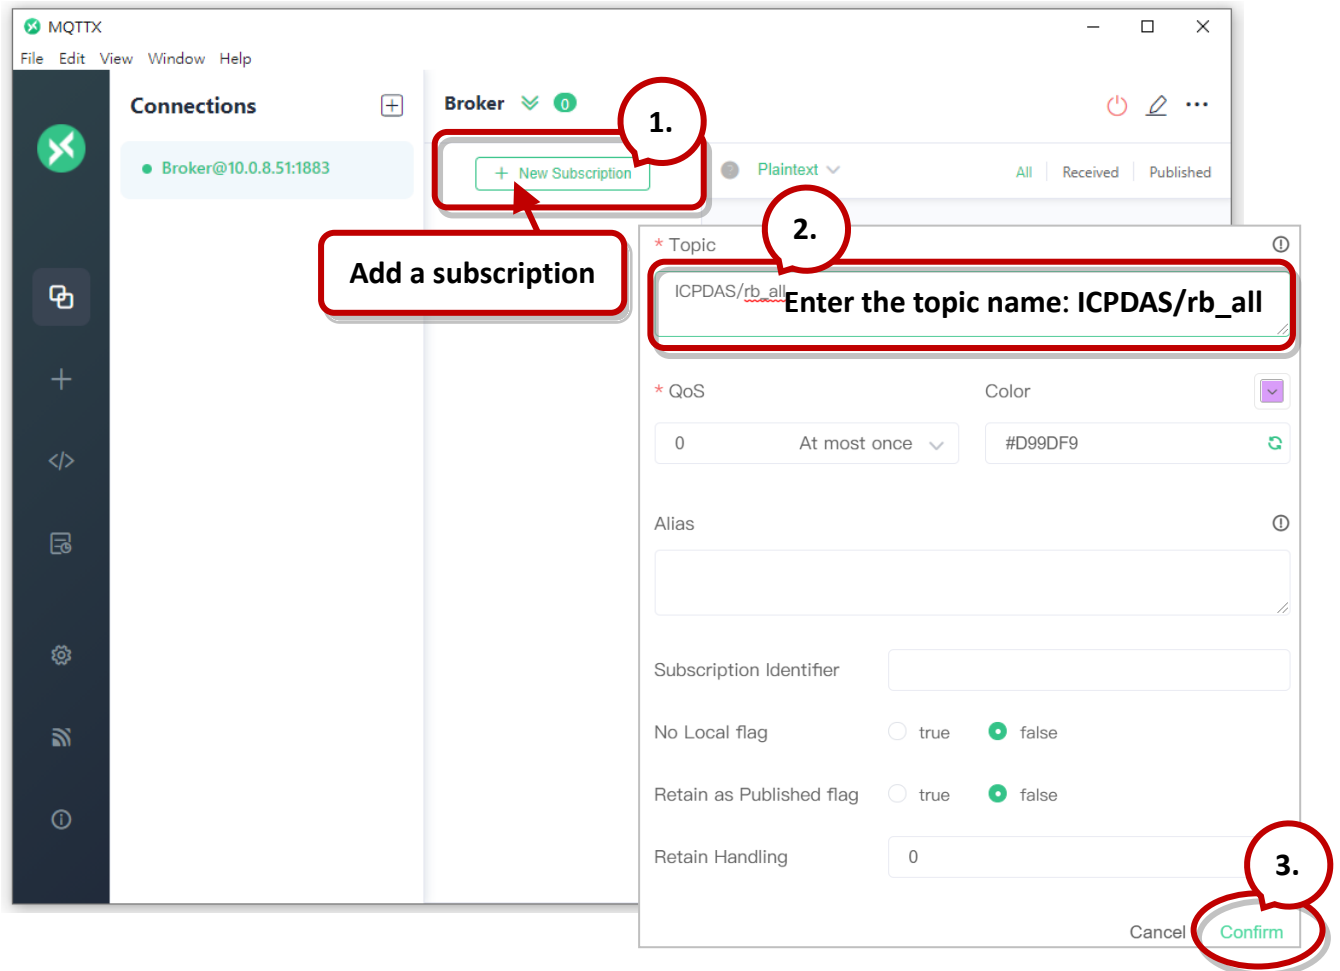 MQTTX
File Edit View Window Help
Connections
Broker 0
1.
Broker@10.0.8.51:1883
+ New Subscription
? Plaintext
All Received Published
Add a subscription
2.
* Topic
ICPDAS/rb_all
Enter the topic name: ICPDAS/rb_all
* QoS
Color
0 At most once
#D99DF9
Alias
Subscription Identifier
No Local flag true false
Retain as Published flag true false
Retain Handling 0
3.
Cancel Confirm